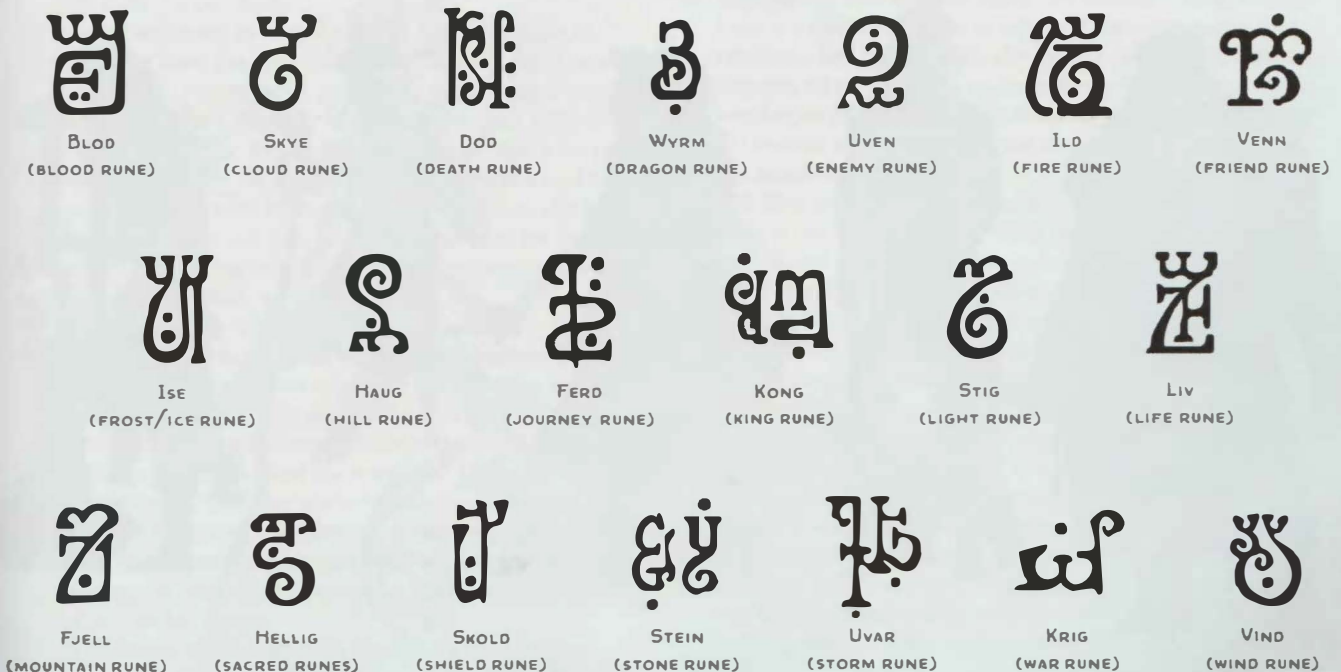 Blod Skye Dod Wyrm Uven Ild Venn
(blood rune) (cloud rune) (death rune) (dragon rune) (enemy rune) (fire rune) (friend rune)
Ise Haug Ferd Kong Stig Liv
(frost/ice rune) (hill rune) (journey rune) (king rune) (light rune) (life rune)
Fjell Hellig Skold Stein Uvar Krig Vind
(mountain rune) (sacred runes) (shield rune) (stone rune) (storm rune) (war rune) (wind rune)